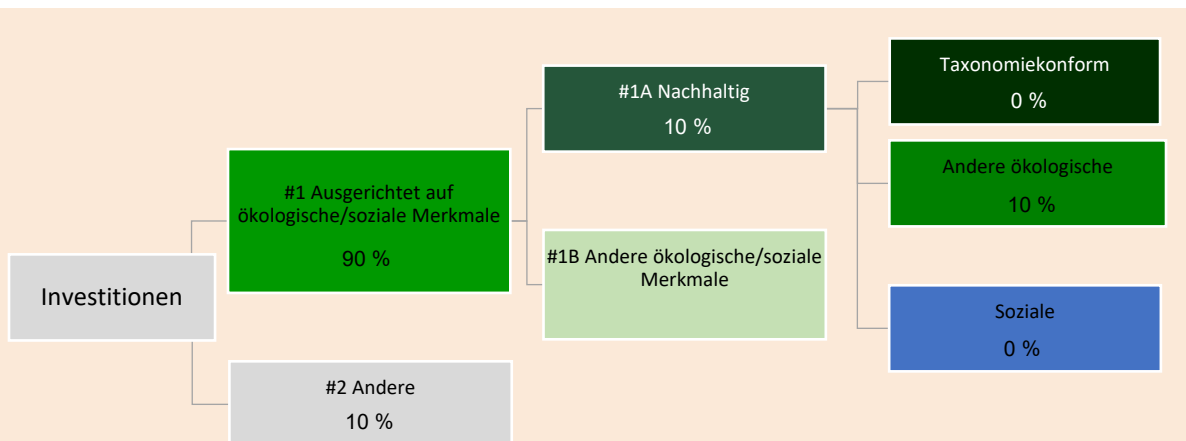 Investitionen
#1 Ausgerichtet auf
ökologische/soziale Merkmale
90 %
#2 Andere
10 %
#1A Nachhaltig
10 %
#1B Andere ökologische/soziale
Merkmale
Taxonomiekonform
0 %
Andere ökologische
10 %
Soziale
0 %